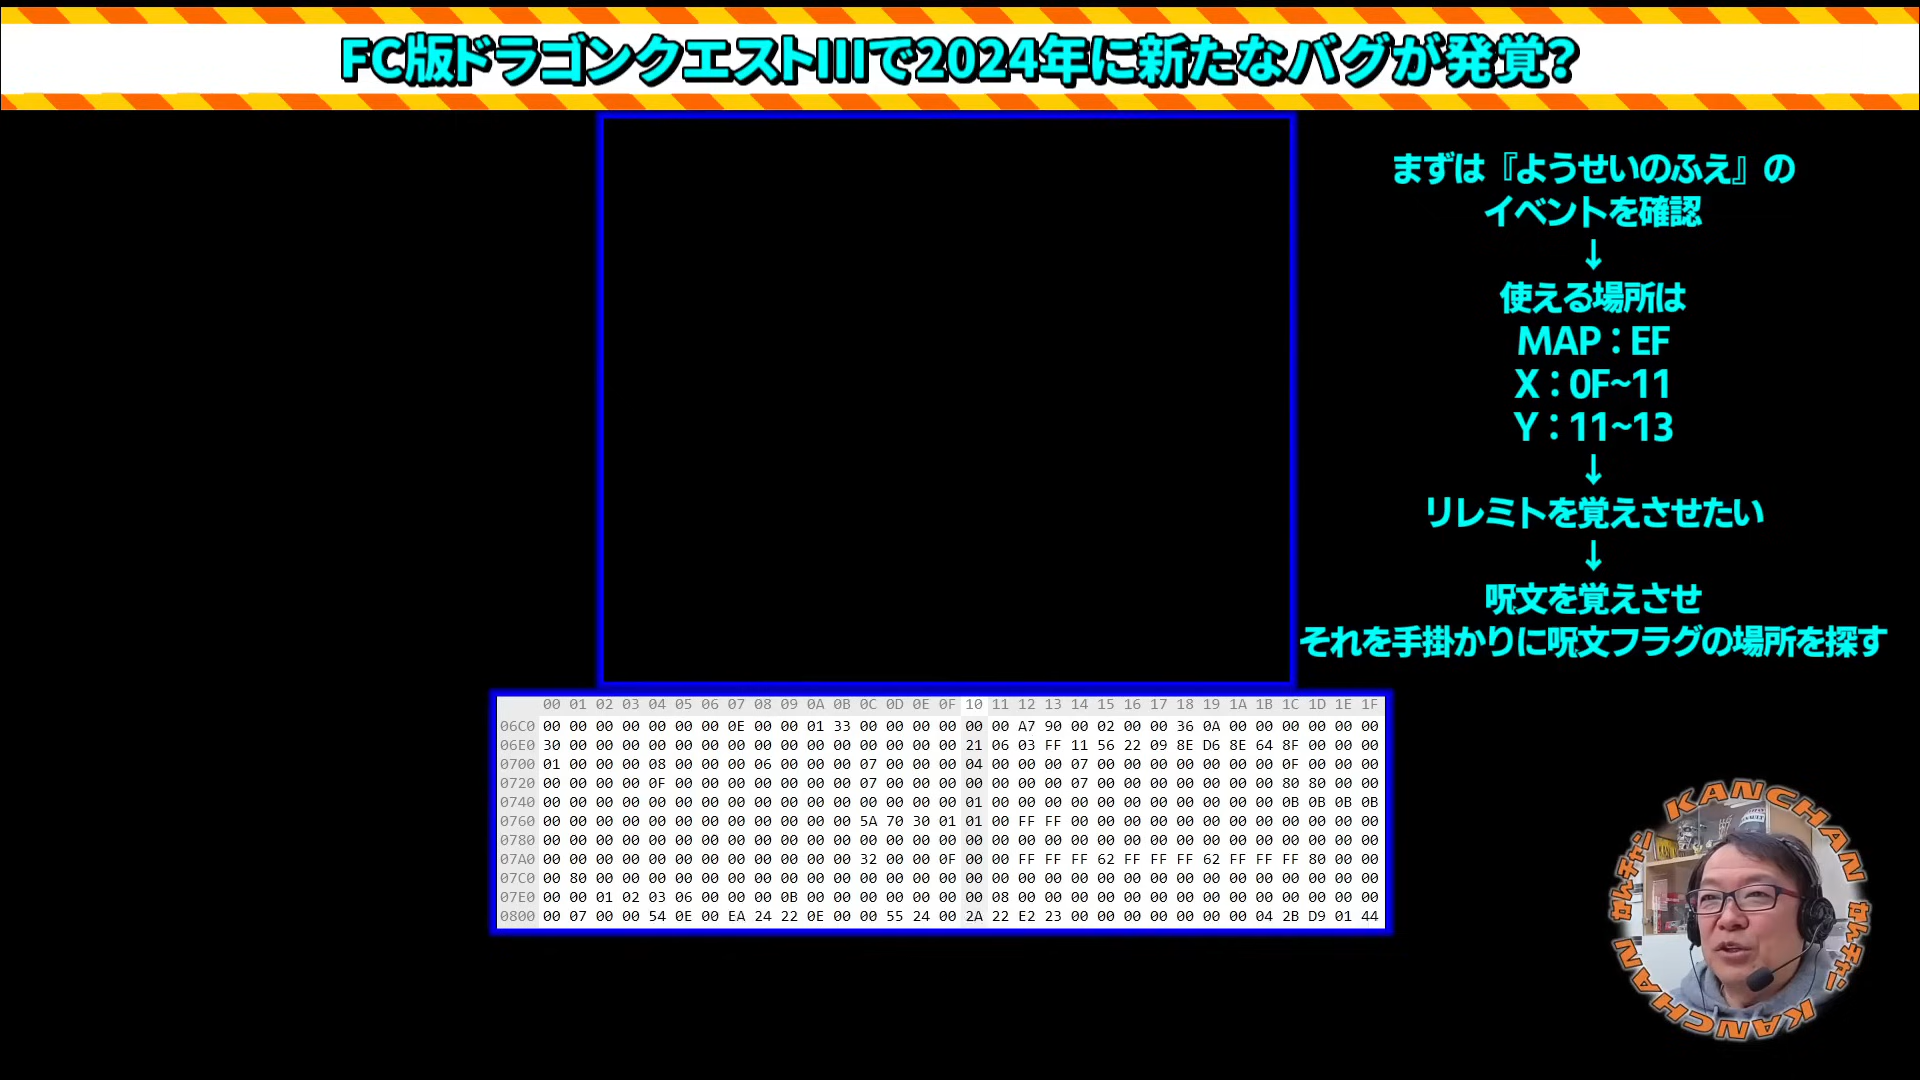 FC版ドラゴンクエストIIIで2024年に新たなバグが発覚?
まずは『ようせいのふえ』の
イベントを確認
↓
使える場所は
MAP：EF
X：0F~11
Y：11~13
↓
リレミトを覚えさせたい
↓
呪文を覚えさせ
それを手掛かりに呪文フラグの場所を探す
00 01 02 03 04 05 06 07 08 09 0A 0B 0C 0D 0E 0F 10 11 12 13 14 15 16 17 18 19 1A 1B 1C 1D 1E 1F
06C0 00 00 00 00 00 00 00 0E 00 00 01 33 00 00 00 00 00 00 A7 90 00 02 00 00 36 0A 00 00 00 00 00 00
06E0 30 00 00 00 00 00 00 00 00 00 00 00 00 00 00 00 21 06 03 FF 11 56 22 09 8E D6 8E 64 8F 00 00 00
0700 01 00 00 00 08 00 00 00 06 00 00 00 07 00 00 00 04 00 00 00 07 00 00 00 00 00 00 00 0F 00 00 00
0720 00 00 00 00 0F 00 00 00 00 00 00 00 07 00 00 00 00 00 00 00 07 00 00 00 00 00 00 00 80 80 00 00
0740 00 00 00 00 00 00 00 00 00 00 00 00 00 00 00 00 01 00 00 00 00 00 00 00 00 00 00 00 0B 0B 0B 0B
0760 00 00 00 00 00 00 00 00 00 00 00 00 5A 70 30 01 01 00 FF FF 00 00 00 00 00 00 00 00 00 00 00 00
0780 00 00 00 00 00 00 00 00 00 00 00 00 00 00 00 00 00 00 00 00 00 00 00 00 00 00 00 00 00 00 00 00
07A0 00 00 00 00 00 00 00 00 00 00 00 00 32 00 00 0F 00 00 FF FF FF 62 FF FF FF 62 FF FF FF 80 00 00
07C0 00 80 00 00 00 00 00 00 00 00 00 00 00 00 00 00 00 00 00 00 00 00 00 00 00 00 00 00 00 00 00 00
07E0 00 00 01 02 03 06 00 00 00 0B 00 00 00 00 00 00 00 08 00 00 00 00 00 00 00 00 00 00 00 00 00 00
0800 00 07 00 00 54 0E 00 EA 24 22 0E 00 00 55 24 00 2A 22 E2 23 00 00 00 00 00 00 00 04 2B D9 01 44
KANCHAN
かんチャン
かんチャン
KANCHAN